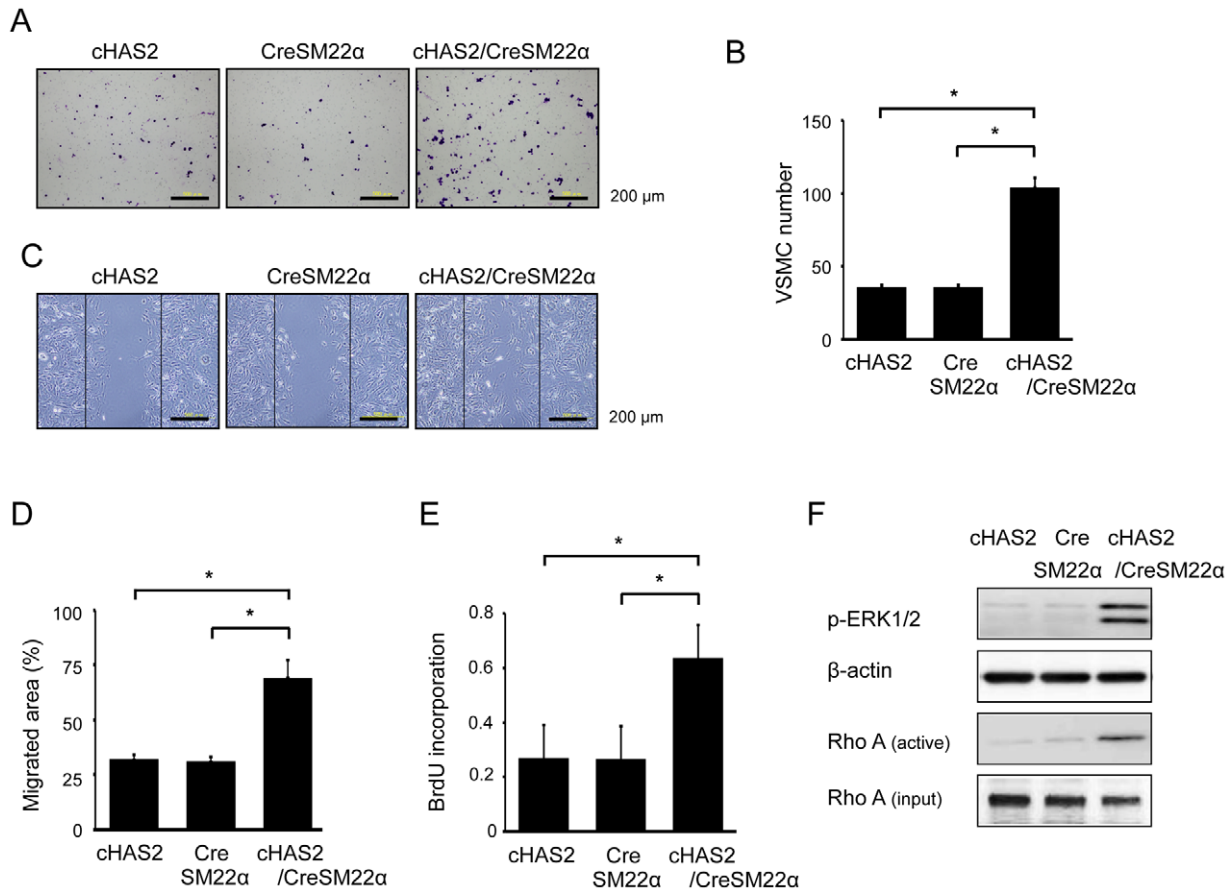 A
cHAS2 CreSM22α cHAS2/CreSM22α
200 μm
B
* 
*
150
100
50
0
VSMC number
cHAS2 Cre cHAS2
SM22α /CreSM22α
C
cHAS2 CreSM22α cHAS2/CreSM22α
200 μm
D
*
*
100
75
50
25
0
Migrated area (%)
cHAS2 Cre cHAS2
SM22α /CreSM22α
E
*
*
0.8
0.6
0.4
0.2
0
BrdU incorporation
cHAS2 Cre cHAS2
SM22α /CreSM22α
F
cHAS2 Cre cHAS2
SM22α /CreSM22α
p-ERK1/2
β-actin
Rho A (active)
Rho A (input)